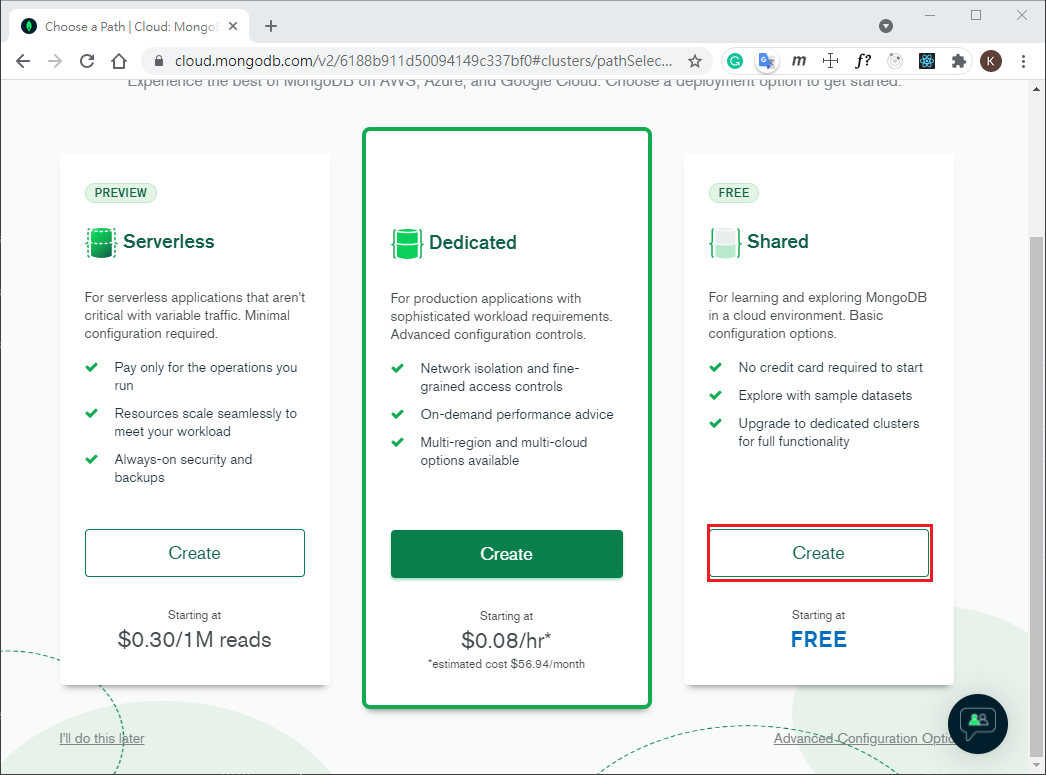 Choose a Path | Cloud: Mongo
cloud.mongodb.com/v2/6188b911d50094149c337bf0#clusters/pathSelec...
m
f?
K
Experience the best of MongoDB on AWS, Azure, and Google Cloud. Choose a deployment option to get started.
PREVIEW
Serverless
For serverless applications that aren't
critical with variable traffic. Minimal
configuration required.
Pay only for the operations you
run
Resources scale seamlessly to
meet your workload
Always-on security and
backups
Create
Starting at
$0.30/1M reads
Dedicated
For production applications with
sophisticated workload requirements.
Advanced configuration controls.
Network isolation and fine-
grained access controls
On-demand performance advice
Multi-region and multi-cloud
options available
Create
Starting at
$0.08/hr*
*estimated cost $56.94/month
FREE
Shared
For learning and exploring MongoDB
in a cloud environment. Basic
configuration options.
No credit card required to start
Explore with sample datasets
Upgrade to dedicated clusters
for full functionality
Create
Starting at
FREE
I'll do this later
Advanced Configuration Optio